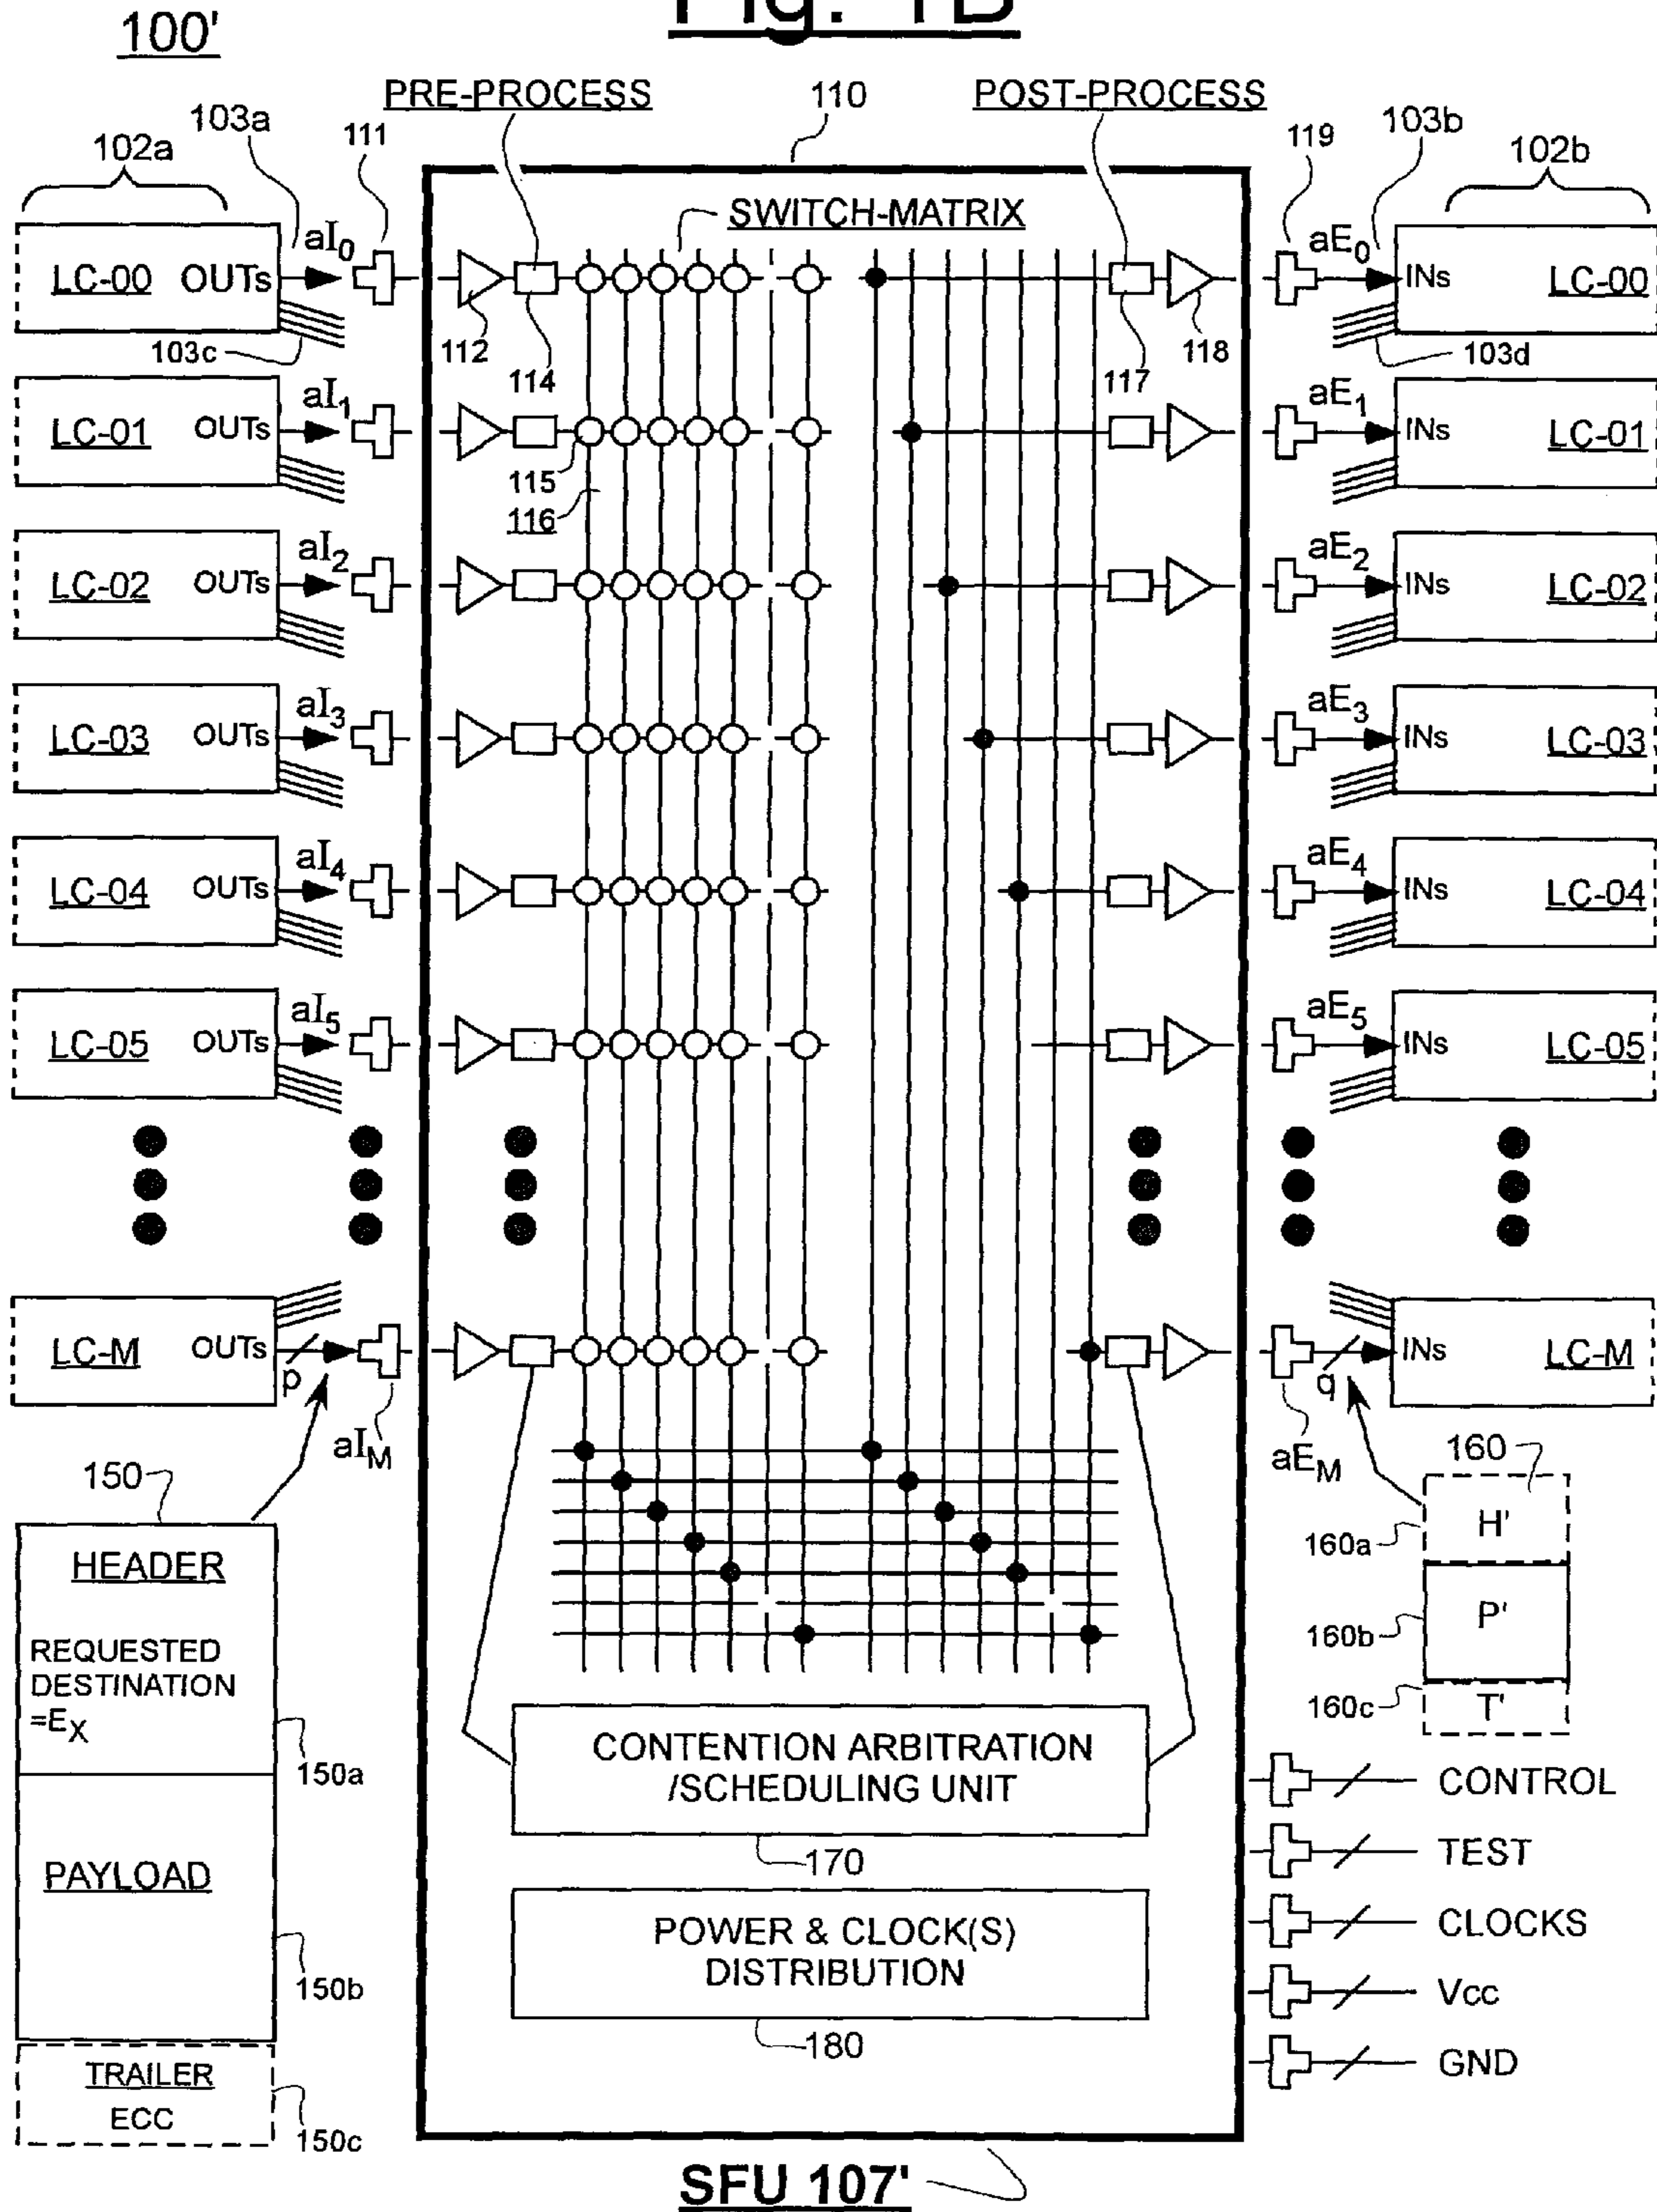 Fig. 1B
100'
PRE-PROCESS
110
POST-PROCESS
102a
103a
111
119
103b
102b
SWITCH-MATRIX
LC-00 OUTs
aI0
aE0
INs LC-00
103c
112
114
117
118
103d
LC-01 OUTs
aI1
aE1
INs LC-01
115
116
LC-02 OUTs
aI2
aE2
INs LC-02
LC-03 OUTs
aI3
aE3
INs LC-03
LC-04 OUTs
aI4
aE4
INs LC-04
LC-05 OUTs
aI5
aE5
INs LC-05
LC-M OUTs
p
aIM
q
aEM
INs LC-M
150
HEADER
REQUESTED
DESTINATION
=EX
150a
PAYLOAD
150b
TRAILER
ECC
150c
160
H'
160a
P'
160b
T'
160c
CONTENTION ARBITRATION
/SCHEDULING UNIT
170
POWER & CLOCK(S)
DISTRIBUTION
180
CONTROL
TEST
CLOCKS
Vcc
GND
SFU 107'